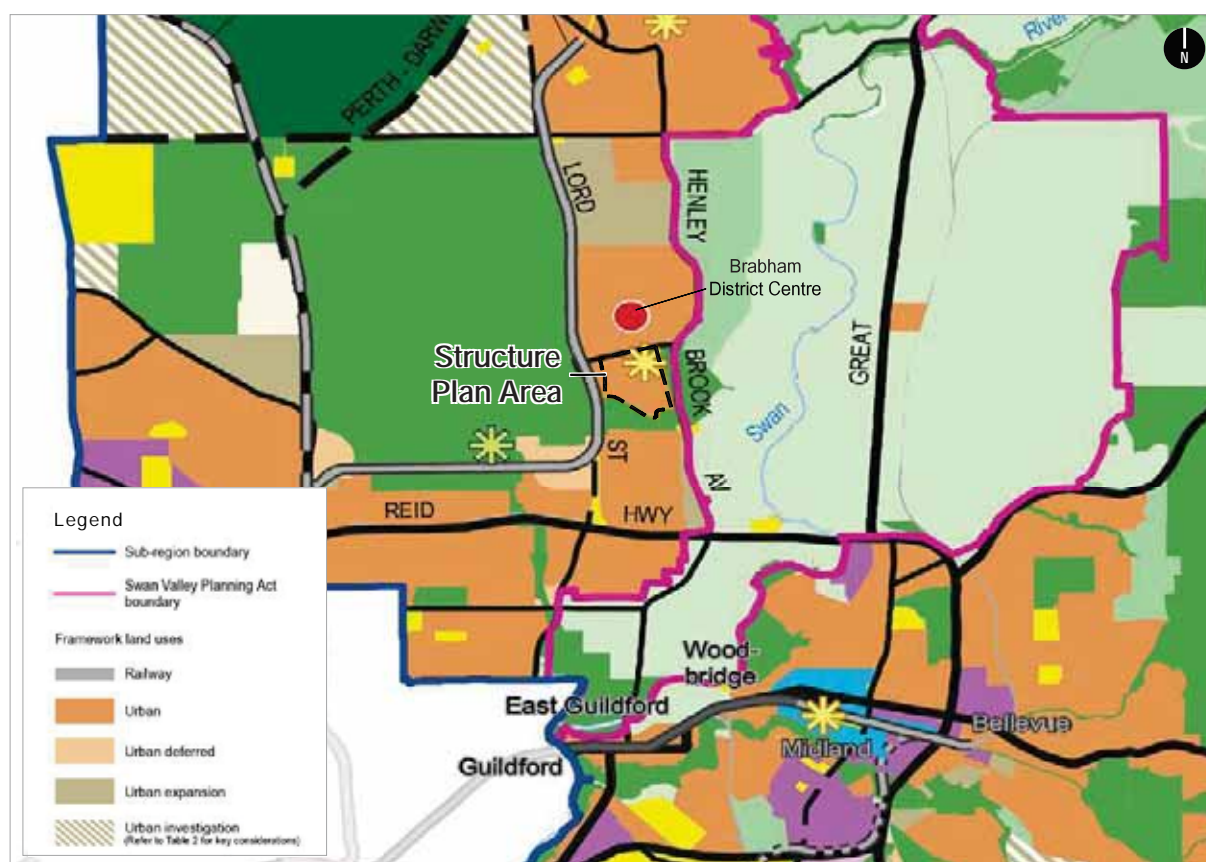 River
N
PERTH - DARW
LORD
HENLEY
Brabham
District Centre
GREAT
Structure
Plan Area
BROOK
Swan
ST
AV
REID
HWY
Legend
Sub-region boundary
Swan Valley Planning Act
boundary
Framework land uses
Railway
Urban
Urban deferred
Urban expansion
Urban investigation
(Refer to Table 2 for key considerations)
Wood-
bridge
East Guildford
Bellevue
Midland
Guildford